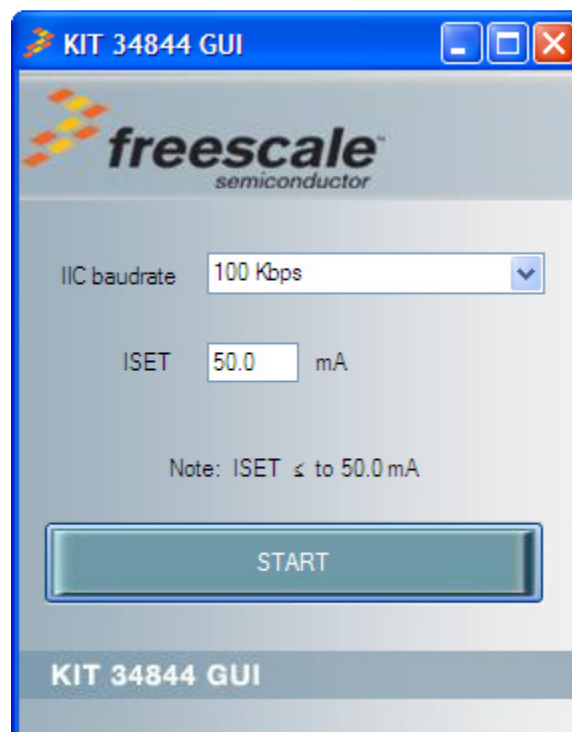 KIT 34844 GUI
freescale™
semiconductor
IIC baudrate 100 Kbps
ISET 50.0 mA
Note: ISET ≤ to 50.0 mA
START
KIT 34844 GUI